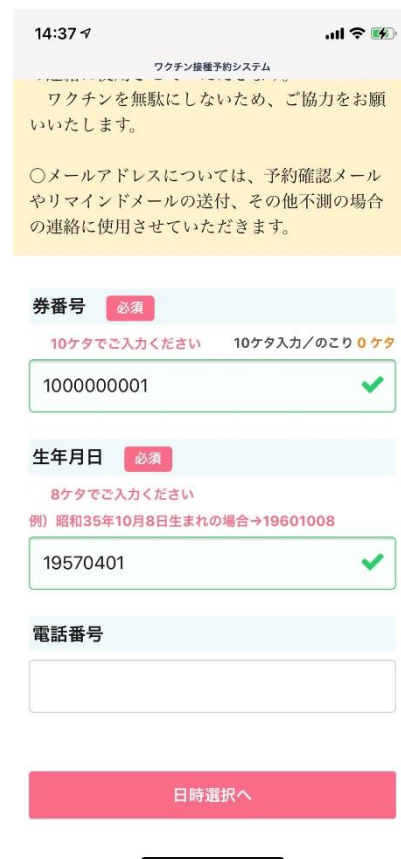 14:37
ワクチン接種予約システム
ワクチンを無駄にしないため、ご協力をお願
いいたします。
○メールアドレスについては、予約確認メール
やリマインドメールの送付、その他不測の場合
の連絡に使用させていただきます。
券番号 必須
10ケタでご入力ください 10ケタ入力／のこり 0 ケタ
1000000001
生年月日 必須
8ケタでご入力ください
例）昭和35年10月8日生まれの場合→19601008
19570401
電話番号
日時選択へ